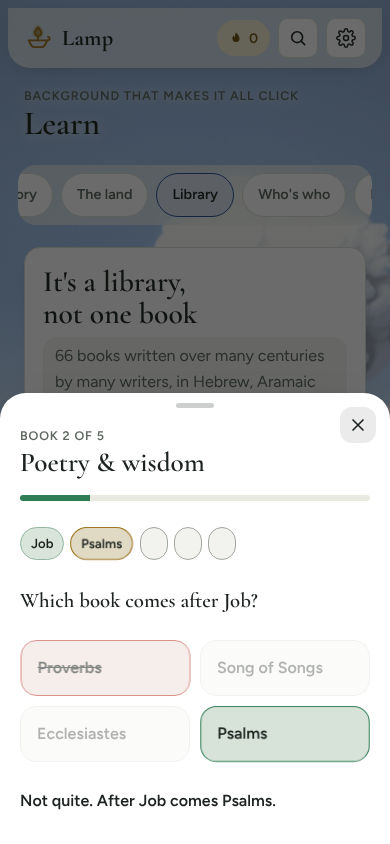 Lamp
0
BACKGROUND THAT MAKES IT ALL CLICK
Learn
ory
The land
Library
Who's who
It's a library,
not one book
66 books written over many centuries
by many writers, in Hebrew, Aramaic
BOOK 2 OF 5
Poetry & wisdom
Job
Psalms
Which book comes after Job?
Proverbs
Song of Songs
Ecclesiastes
Psalms
Not quite. After Job comes Psalms.